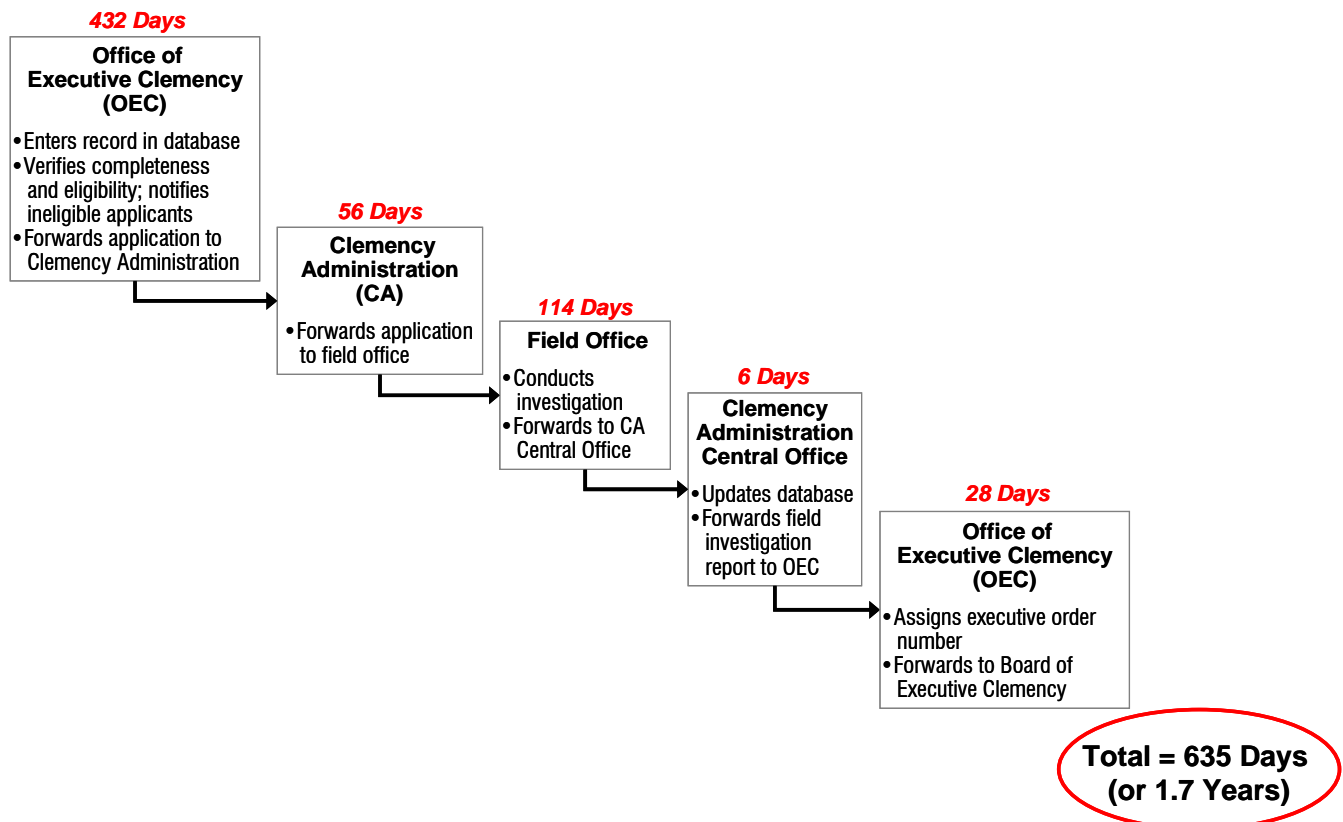 432 Days
Office of
Executive Clemency
(OEC)
•Enters record in database
•Verifies completeness
and eligibility; notifies
ineligible applicants
•Forwards application to
Clemency Administration
56 Days
Clemency
Administration
(CA)
•Forwards application
to field office
114 Days
Field Office
•Conducts
investigation
•Forwards to CA
Central Office
6 Days
Clemency
Administration
Central Office
•Updates database
•Forwards field
investigation
report to OEC
28 Days
Office of
Executive Clemency
(OEC)
•Assigns executive order
number
•Forwards to Board of
Executive Clemency
Total = 635 Days
(or 1.7 Years)